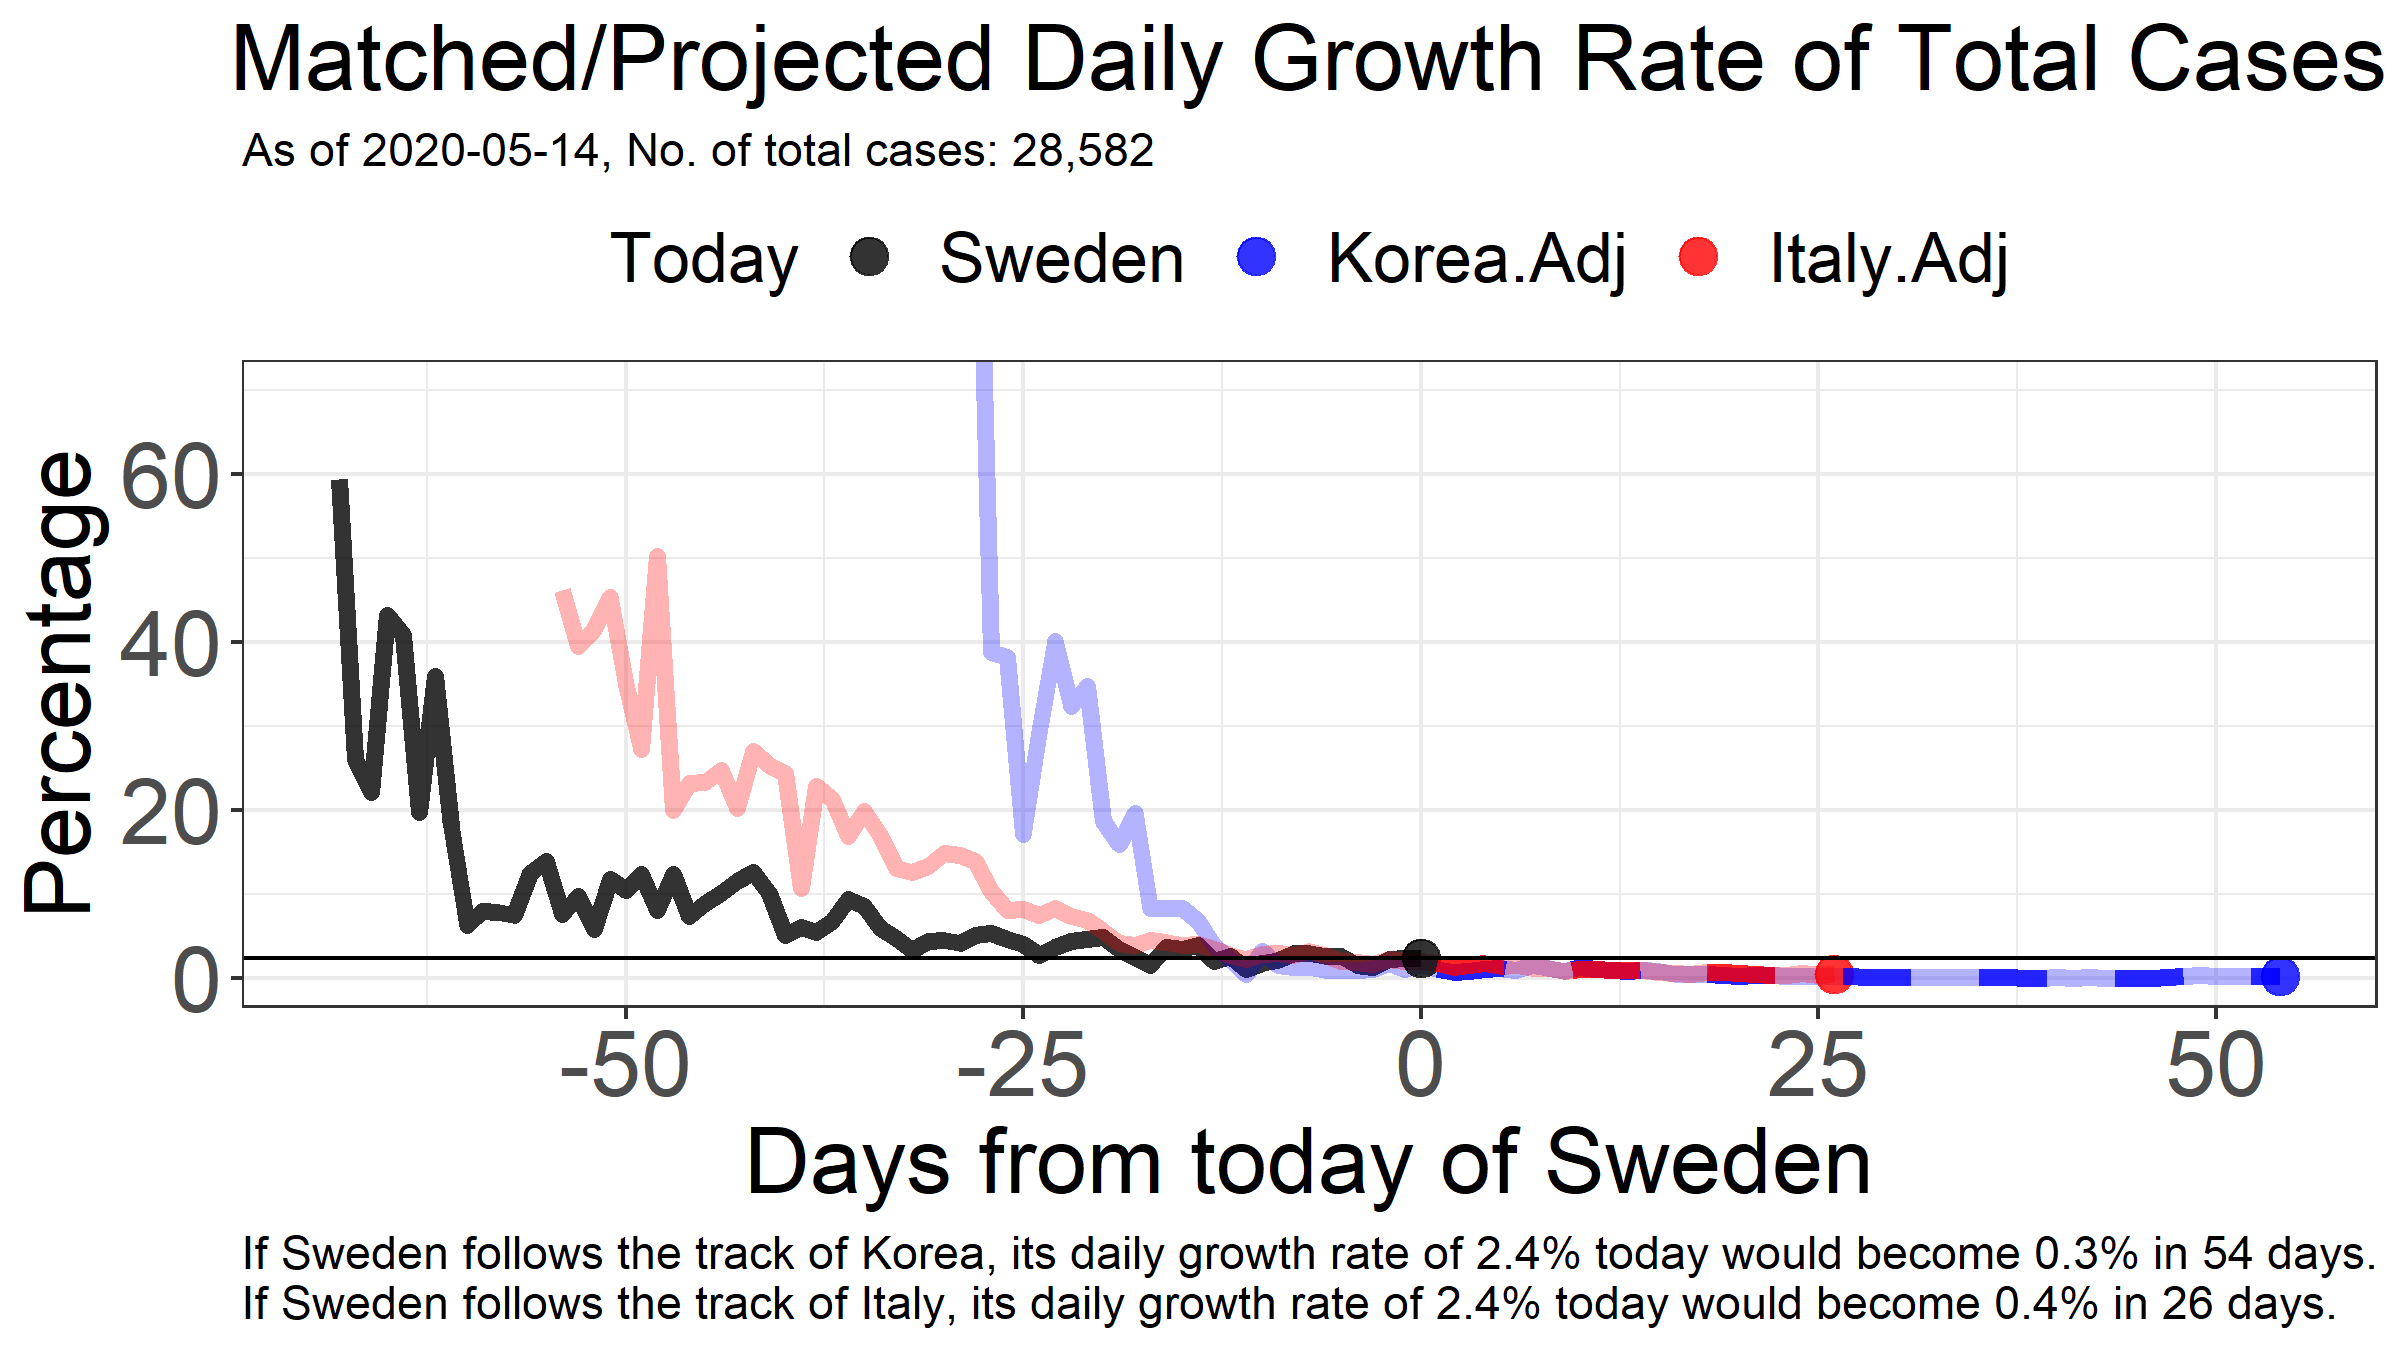 Matched/Projected Daily Growth Rate of Total Cases
As of 2020-05-14, No. of total cases: 28,582
Today Sweden Korea.Adj Italy.Adj
Percentage
60
40
20
0
-50 -25 0 25 50
Days from today of Sweden
If Sweden follows the track of Korea, its daily growth rate of 2.4% today would become 0.3% in 54 days.
If Sweden follows the track of Italy, its daily growth rate of 2.4% today would become 0.4% in 26 days.